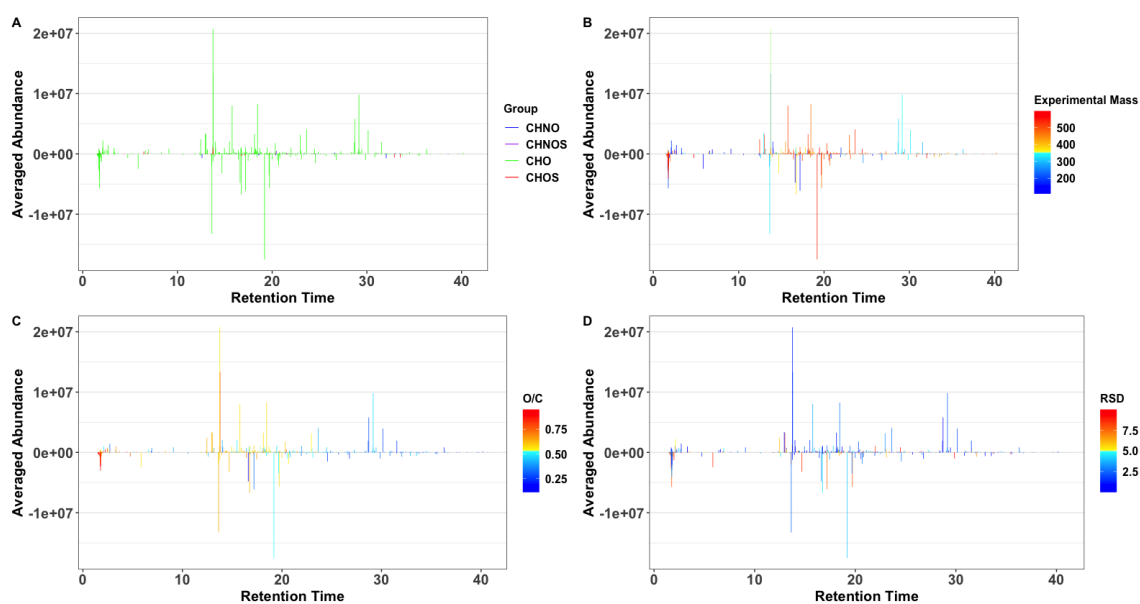 A
Averaged Abundance
2e+07
1e+07
0e+00
-1e+07
0 10 20 30 40
Retention Time
Group
CHNO
CHNOS
CHO
CHOS
B
Averaged Abundance
2e+07
1e+07
0e+00
-1e+07
0 10 20 30 40
Retention Time
Experimental Mass
500
400
300
200
C
Averaged Abundance
2e+07
1e+07
0e+00
-1e+07
0 10 20 30 40
Retention Time
O/C
0.75
0.50
0.25
D
Averaged Abundance
2e+07
1e+07
0e+00
-1e+07
0 10 20 30 40
Retention Time
RSD
7.5
5.0
2.5